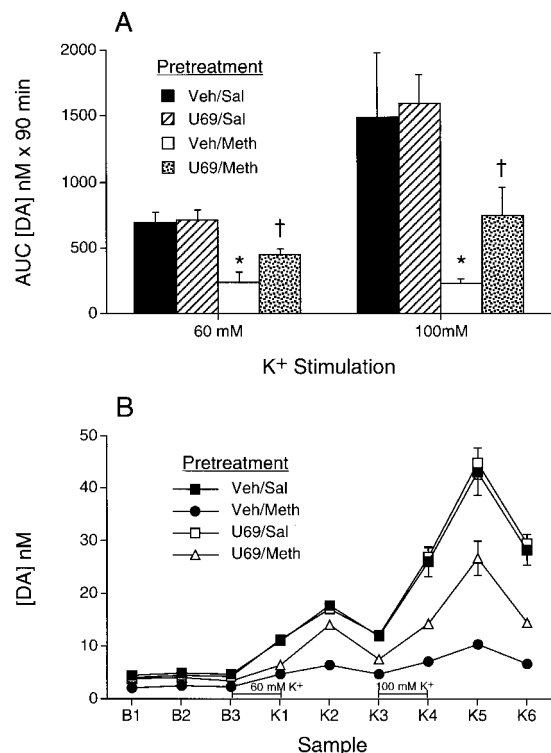 A
2000
1500
1000
500
0
AUC [DA] nM x 90 min
Pretreatment
Veh/Sal
U69/Sal
Veh/Meth
U69/Meth
*
†
*
†
60 mM
100mM
K+ Stimulation
B
50
40
30
20
10
0
[DA] nM
Pretreatment
Veh/Sal
Veh/Meth
U69/Sal
U69/Meth
60 mM K+
100 mM K+
B1 B2 B3 K1 K2 K3 K4 K5 K6
Sample